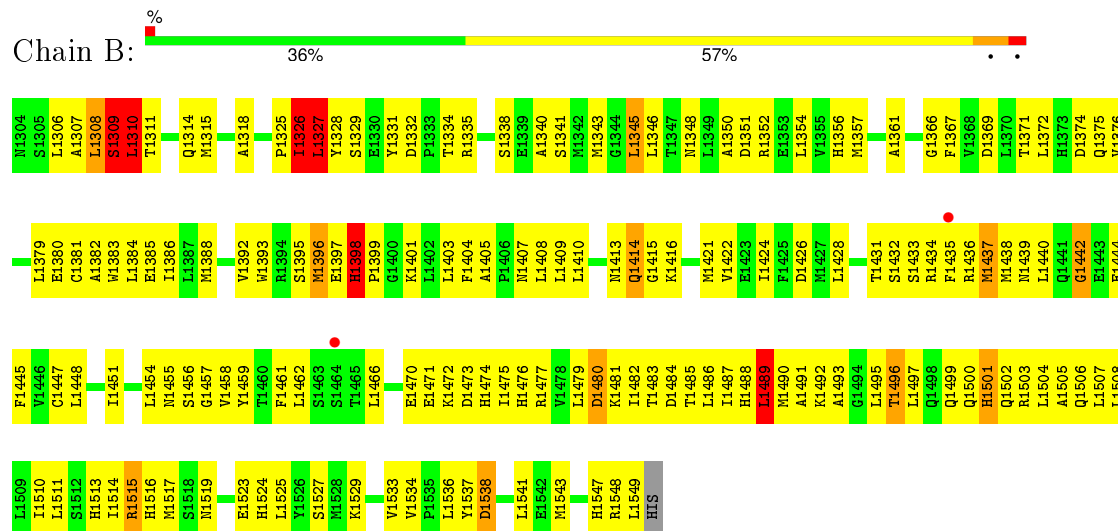 %
Chain B:
36% 57% • •
N1304 S1305 L1306 A1307 L1308 S1309 L1310 T1311 Q1314 M1315 A1318 P1325 I1326 L1327 Y1328 S1329 E1330 Y1331 D1332 P1333 T1334 R1335 S1338 E1339 A1340 S1341 M1342 M1343 G1344 L1345 L1346 T1347 N1348 L1349 A1350 D1351 R1352 E1353 L1354 V1355 H1356 M1357 A1361 G1366 F1367 V1368 D1369 L1370 T1371 L1372 H1373 D1374 Q1375 V1376
L1379 E1380 C1381 A1382 W1383 L1384 E1385 I1386 L1387 M1388 V1392 W1393 R1394 S1395 M1396 E1397 H1398 P1399 G1400 K1401 L1402 L1403 F1404 A1405 P1406 N1407 L1408 L1409 L1410 N1413 Q1414 G1415 K1416 M1421 V1422 E1423 I1424 F1425 D1426 M1427 L1428 T1431 S1432 S1433 R1434 F1435 R1436 M1437 M1438 N1439 L1440 Q1441 G1442 E1443 E1444
F1445 V1446 C1447 L1448 I1451 L1454 N1455 S1456 G1457 V1458 Y1459 T1460 F1461 L1462 S1463 S1464 T1465 L1466 E1470 E1471 K1472 D1473 H1474 I1475 H1476 R1477 V1478 L1479 D1480 K1481 I1482 T1483 D1484 T1485 L1486 I1487 H1488 L1489 M1490 A1491 K1492 A1493 G1494 L1495 T1496 L1497 Q1498 Q1499 Q1500 H1501 Q1502 R1503 L1504 A1505 Q1506 L1507 L1508
L1509 I1510 L1511 S1512 H1513 I1514 R1515 H1516 M1517 S1518 N1519 E1523 H1524 L1525 Y1526 S1527 M1528 K1529 V1533 V1534 P1535 L1536 Y1537 D1538 L1541 E1542 M1543 H1547 R1548 L1549 HIS